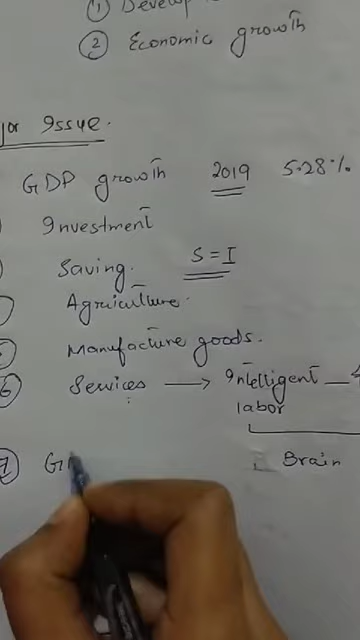 ① Develop
② Economic growth
jor Issue.
GDP growth 2019 5.28%
Investment
Saving. S = I
Agriculture.
Manufacture goods.
⑥ Services → Intelligent
labor
Brain
⑦ G